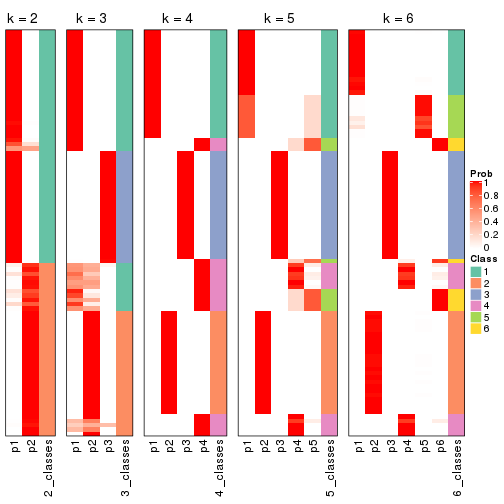 k = 2
k = 3
k = 4
k = 5
k = 6
p1
p2
2_classes
p1
p2
p3
3_classes
p1
p2
p3
p4
4_classes
p1
p2
p3
p4
p5
5_classes
p1
p2
p3
p4
p5
p6
6_classes
Prob
1
0.8
0.6
0.4
0.2
0
Class
1
2
3
4
5
6